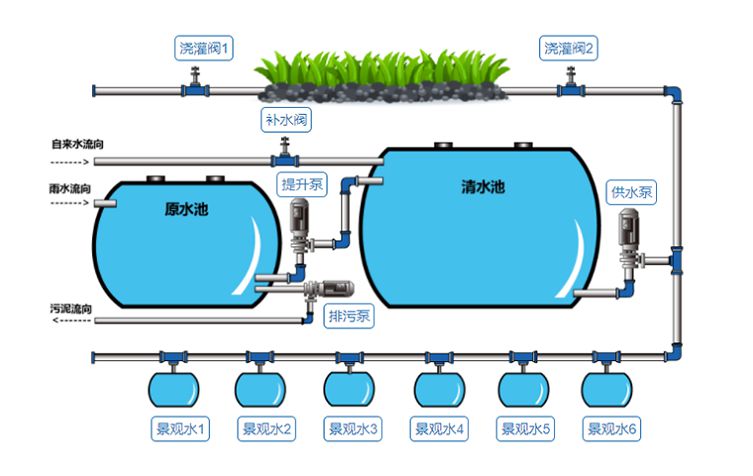 浇灌阀1
浇灌阀2
补水阀
自来水流向
提升泵
清水池
供水泵
雨水流向
原水池
污泥流向
排污泵
景观水1
景观水2
景观水3
景观水4
景观水5
景观水6